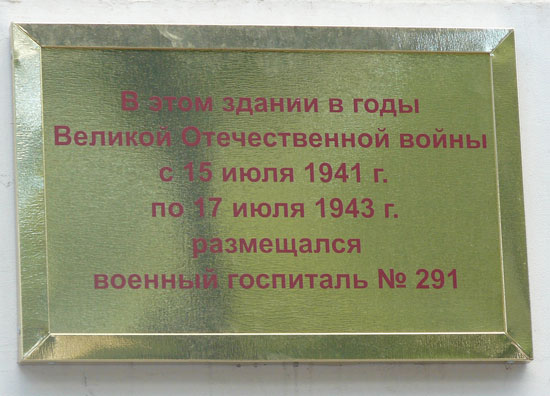 В этом здании в годы
Великой Отечественной войны
с 15 июля 1941 г.
по 17 июля 1943 г.
размещался
военный госпиталь № 291